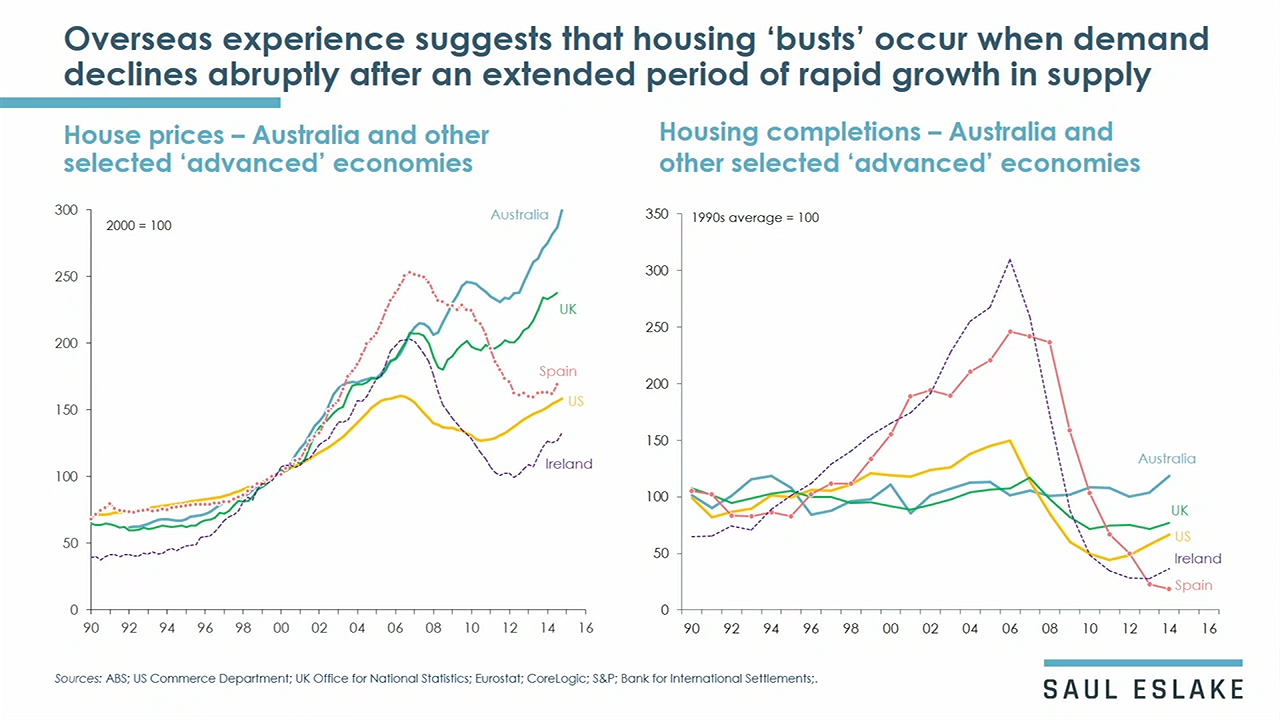 Overseas experience suggests that housing ‘busts’ occur when demand
declines abruptly after an extended period of rapid growth in supply
House prices – Australia and other
selected ‘advanced’ economies
300
250
200
150
100
50
0
2000 = 100
Australia
UK
Spain
US
Ireland
90 92 94 96 98 00 02 04 06 08 10 12 14 16
Housing completions – Australia and
other selected ‘advanced’ economies
350
300
250
200
150
100
50
0
1990s average = 100
Australia
UK
US
Ireland
Spain
90 92 94 96 98 00 02 04 06 08 10 12 14 16
Sources: ABS; US Commerce Department; UK Office for National Statistics; Eurostat; CoreLogic; S&P; Bank for International Settlements;.
SAUL ESLAKE